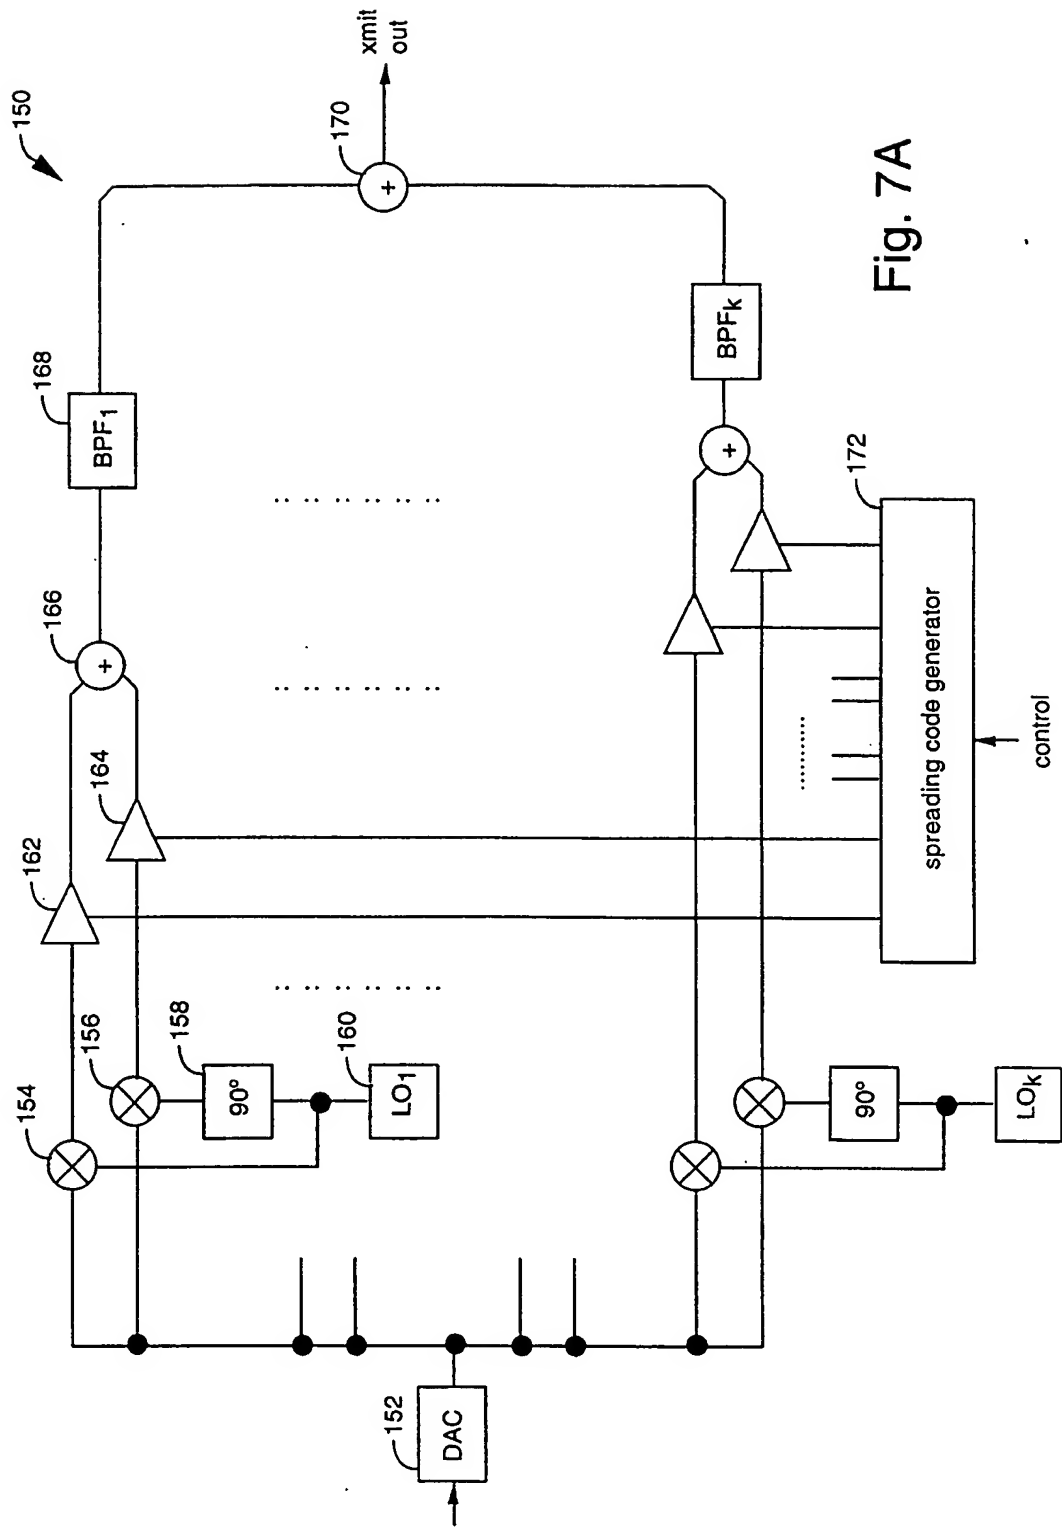 150
xmit
out
170
168
BPF1
166
164
162
156
154
158
90°
160
LO1
152
DAC
BPFk
172
spreading code generator
control
90°
LOk
Fig. 7A